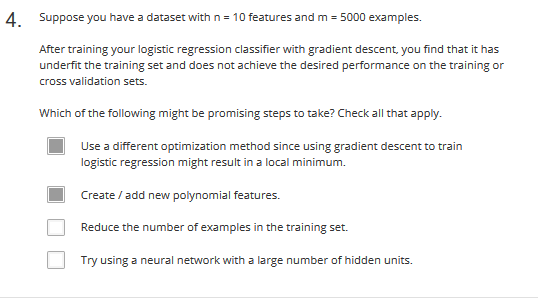 4. Suppose you have a dataset with n = 10 features and m = 5000 examples.
After training your logistic regression classifier with gradient descent, you find that it has
underfit the training set and does not achieve the desired performance on the training or
cross validation sets.
Which of the following might be promising steps to take? Check all that apply.
Use a different optimization method since using gradient descent to train
logistic regression might result in a local minimum.
Create / add new polynomial features.
Reduce the number of examples in the training set.
Try using a neural network with a large number of hidden units.